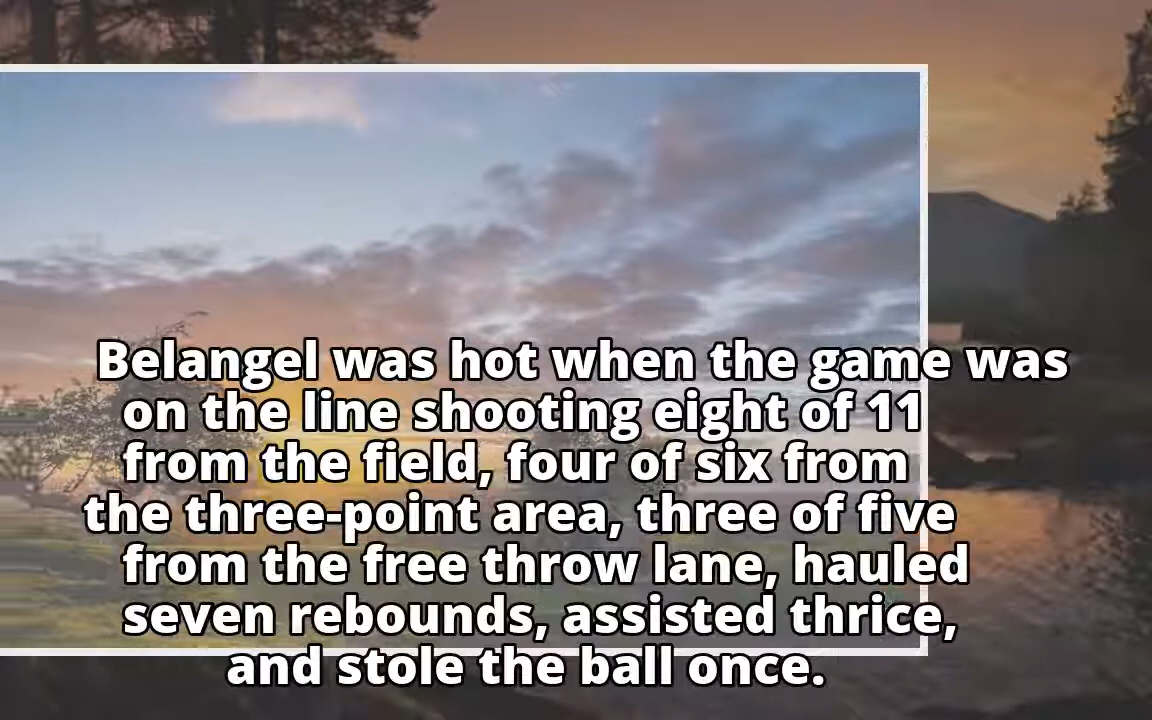 Belangel was hot when the game was
on the line shooting eight of 11
from the field, four of six from
the three-point area, three of five
from the free throw lane, hauled
seven rebounds, assisted thrice,
and stole the ball once.